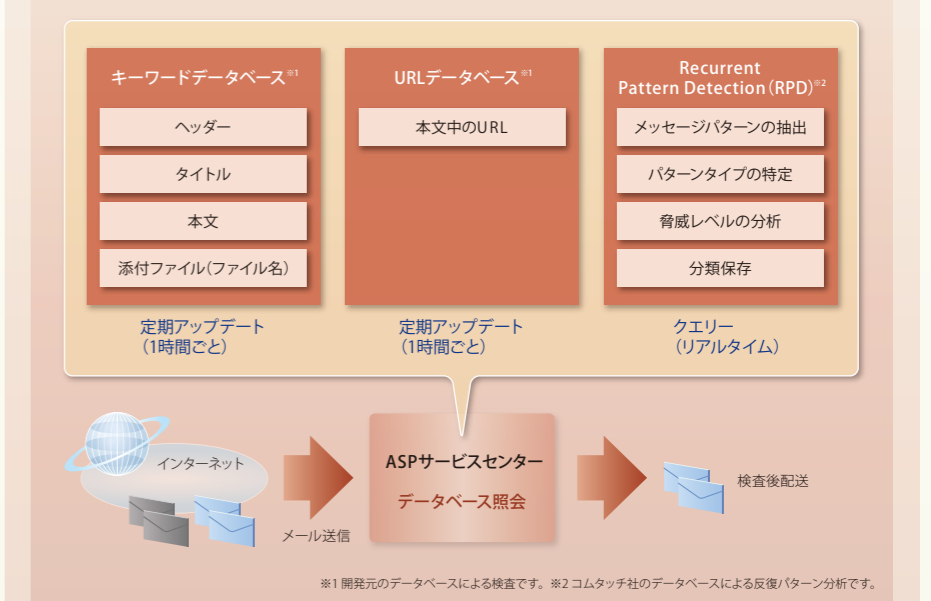 キーワードデータベース※1
ヘッダー
タイトル
本文
添付ファイル(ファイル名)
定期アップデート
(1時間ごと)
URLデータベース※1
本文中のURL
定期アップデート
(1時間ごと)
Recurrent
Pattern Detection(RPD)※2
メッセージパターンの抽出
パターンタイプの特定
脅威レベルの分析
分類保存
クエリー
(リアルタイム)
インターネット
メール送信
ASPサービスセンター
データベース照会
検査後配送
※1 開発元のデータベースによる検査です。※2 コムタッチ社のデータベースによる反復パターン分析です。